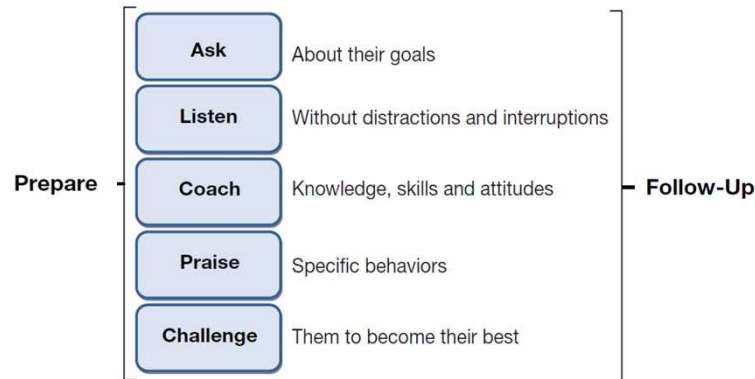 Ask
About their goals
Listen
Without distractions and interruptions
Prepare
Coach
Knowledge, skills and attitudes
Follow-Up
Praise
Specific behaviors
Challenge
Them to become their best